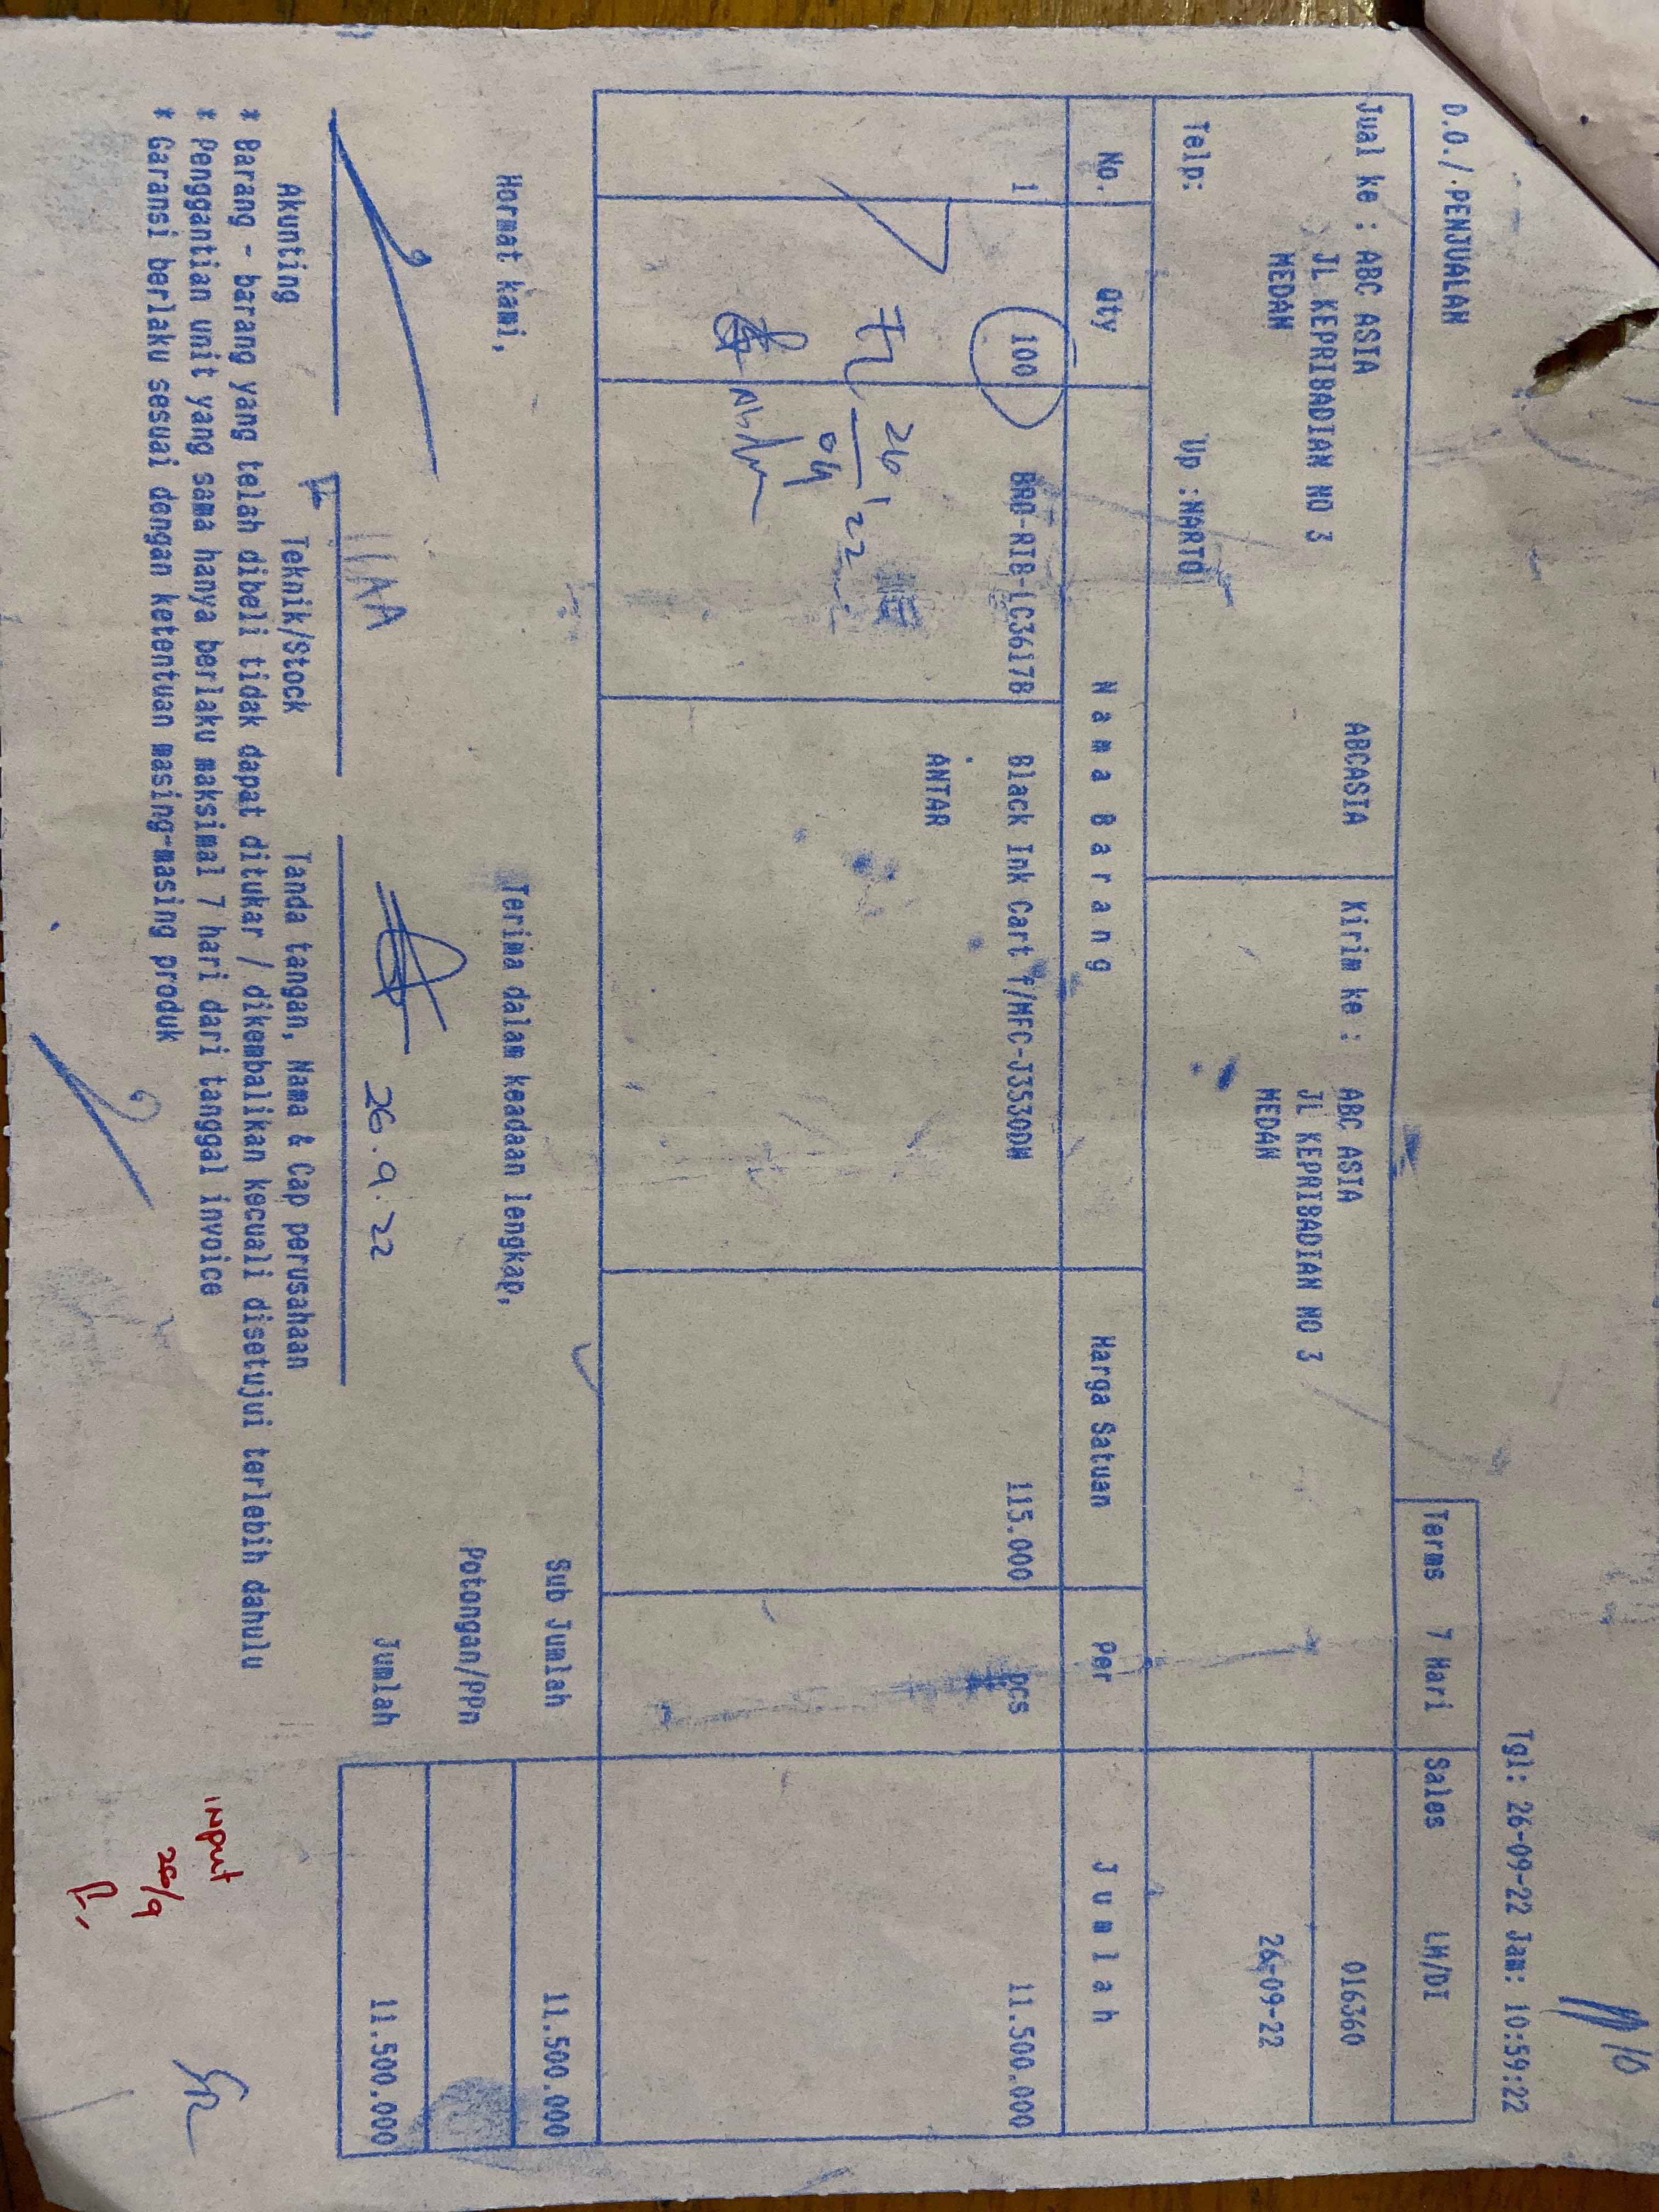 Tgl: 26-09-22 Jam: 10:59:22
D.O./ PENJUALAN
Terms 7 Hari Sales LM/DI
Jual ke : ABC ASIA ABCASIA
JL KEPRIBADIAN NO 3
MEDAN
Telp: Up :NARTO
Kirim ke : ABC ASIA
JL KEPRIBADIAN NO 3
MEDAN
016360
26-09-22
No. Qty Nama Barang Harga Satuan Per Jumlah
1 100 BRO-RIB-LC3617B Black Ink Cart f/MFC-J3530DW 115.000 pcs 11.500.000
ANTAR
26/09 '22
Hormat kami, Terima dalam keadaan lengkap,
Sub Jumlah 11.500.000
Potongan/PPn
Jumlah 11.500.000
26.9.22
Akunting Teknik/Stock Tanda tangan, Nama & Cap perusahaan
* Barang - barang yang telah dibeli tidak dapat ditukar / dikembalikan kecuali disetujui terlebih dahulu
* Penggantian unit yang sama hanya berlaku maksimal 7 hari dari tanggal invoice
* Garansi berlaku sesuai dengan ketentuan masing-masing produk
input
26/9